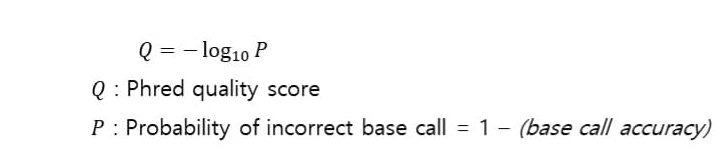 Q = − log₁₀ P
Q : Phred quality score
P : Probability of incorrect base call = 1 − (base call accuracy)